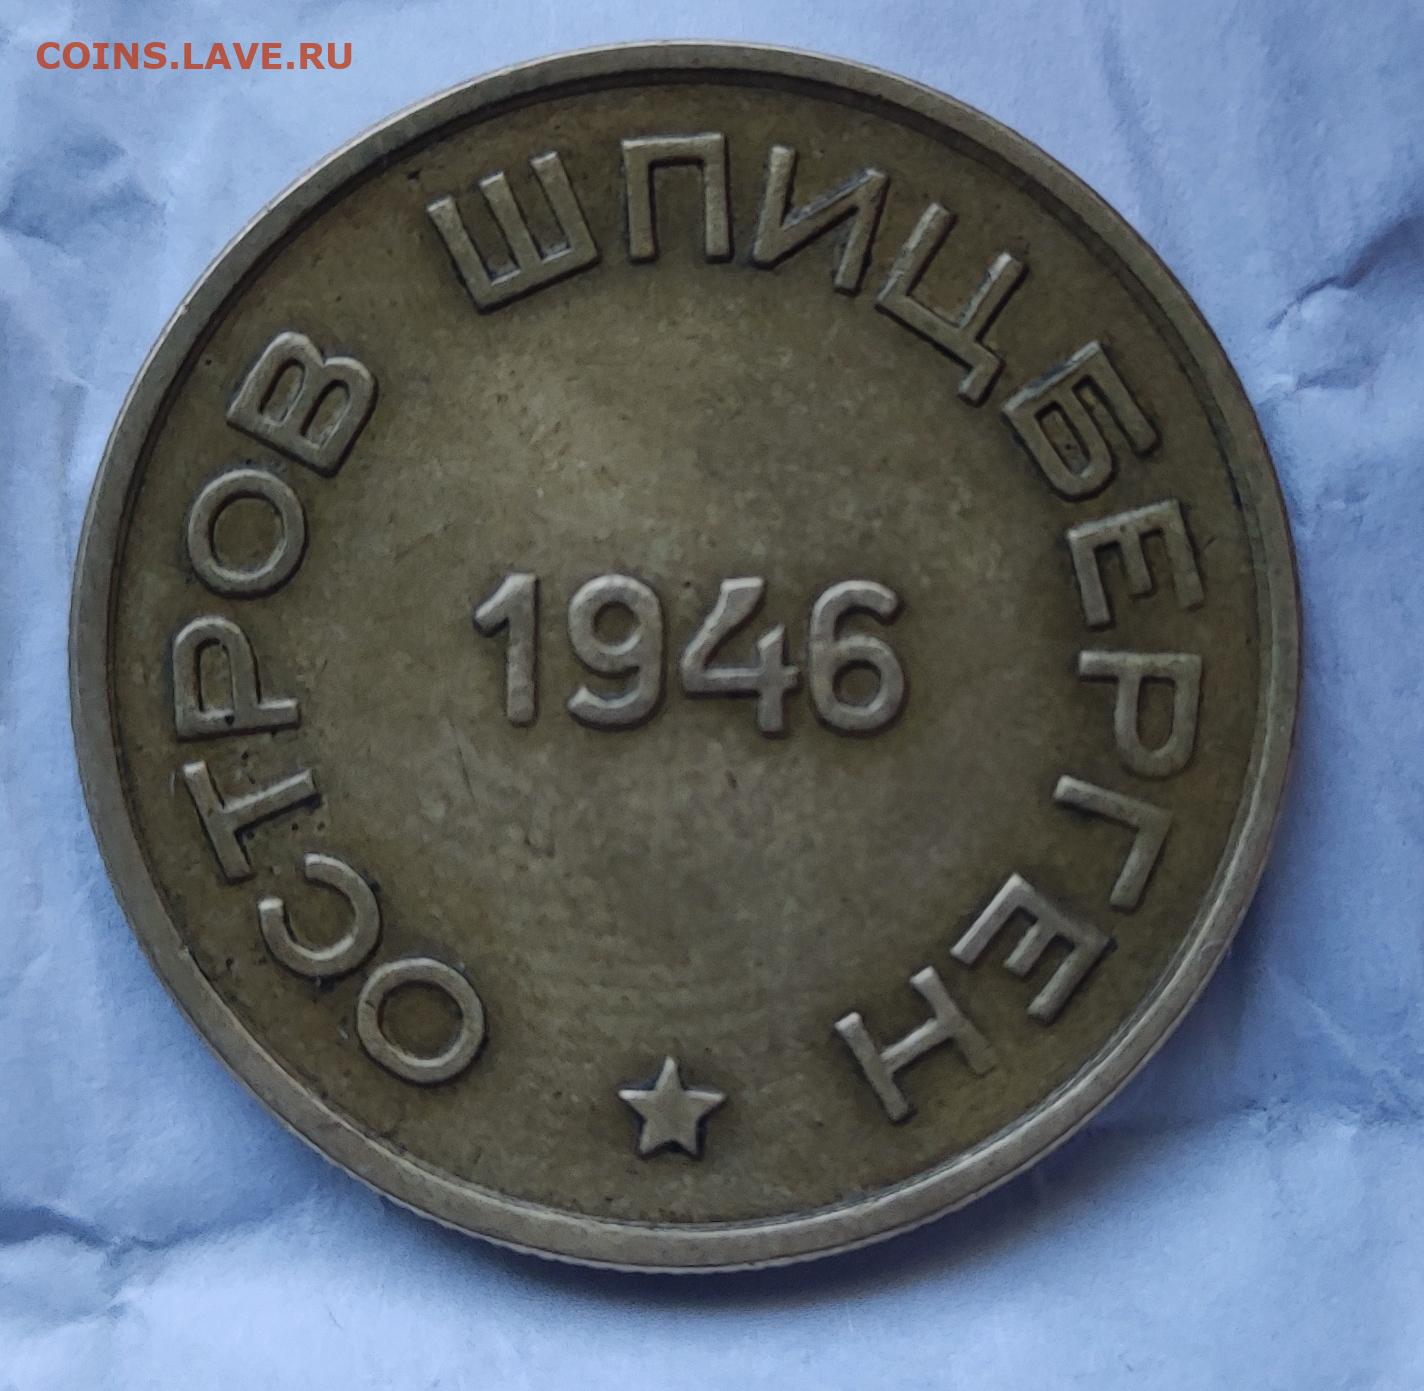 COINS.LAVE.RU
ОСТРОВ ШПИЦБЕРГЕН
1946